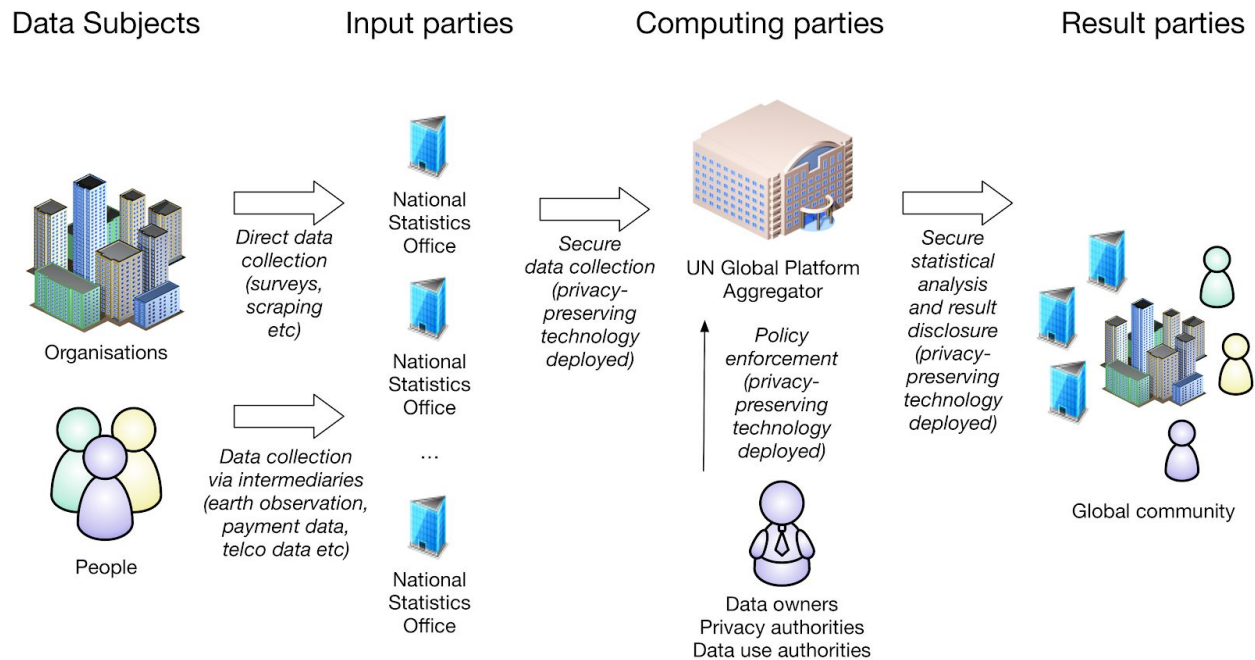 Data Subjects
Input parties
Computing parties
Result parties
Organisations
People
Direct data
collection
(surveys,
scraping
etc)
Data collection
via intermediaries
(earth observation,
payment data,
telco data etc)
National
Statistics
Office
National
Statistics
Office
...
National
Statistics
Office
Secure
data collection
(privacy-
preserving
technology
deployed)
UN Global Platform
Aggregator
Policy
enforcement
(privacy-
preserving
technology
deployed)
Data owners
Privacy authorities
Data use authorities
Secure
statistical
analysis
and result
disclosure
(privacy-
preserving
technology
deployed)
Global community